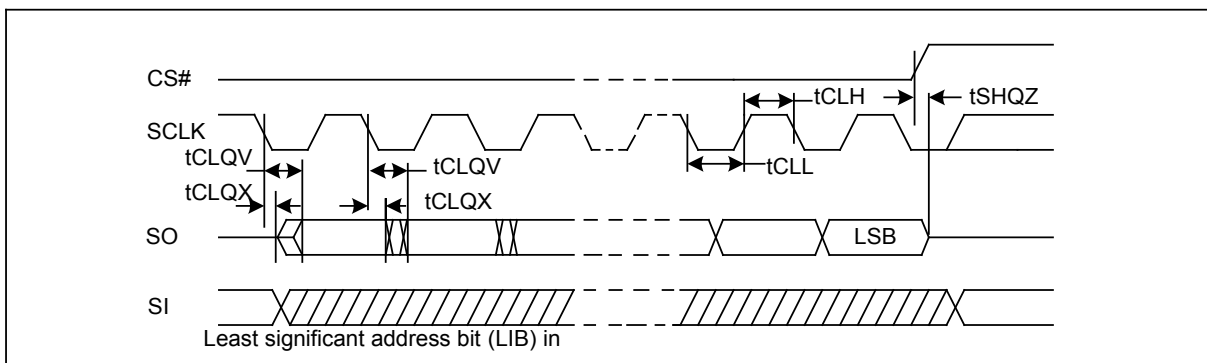 CS#
tCLH
tSHQZ
SCLK
tCLQV
tCLQV
tCLL
tCLQX
tCLQX
SO
LSB
SI
Least significant address bit (LIB) in